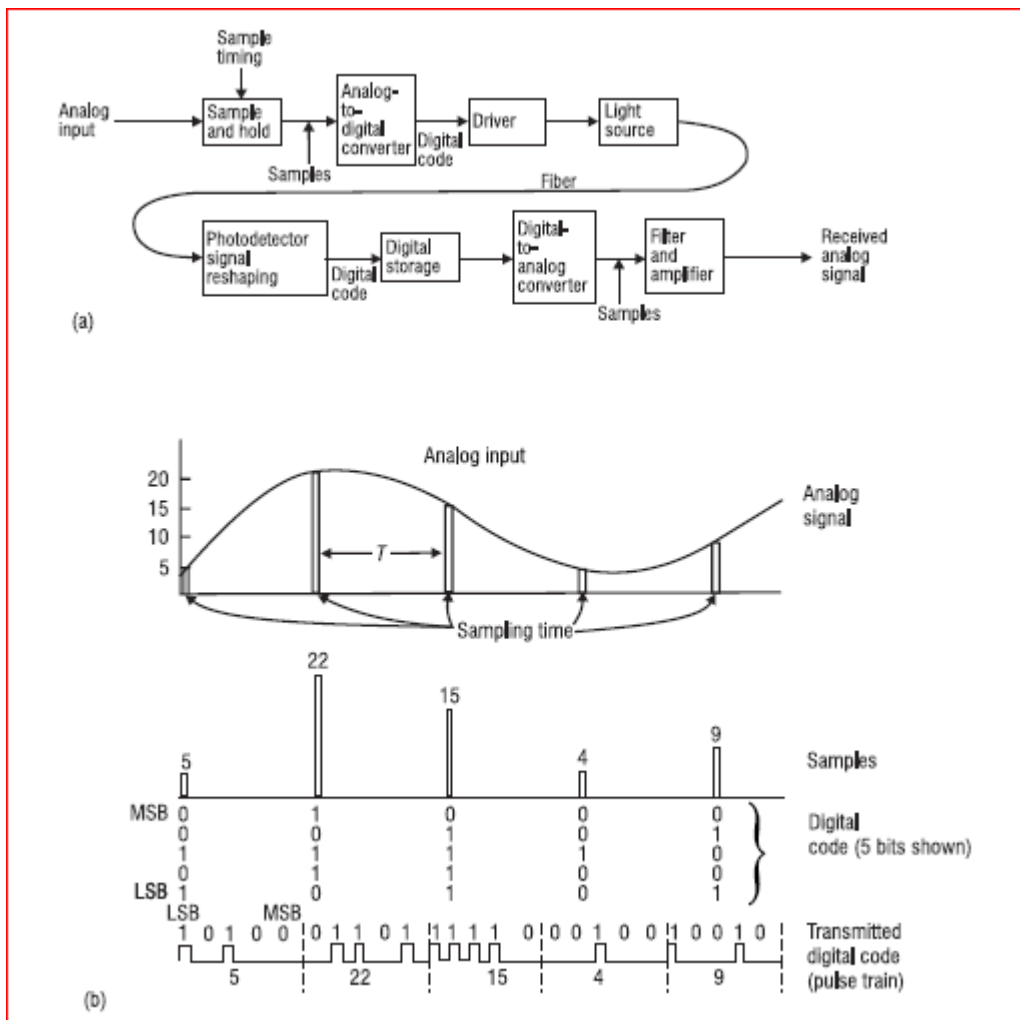 Sample
timing
Analog
input
Sample
and hold
Samples
Analog-
to-
digital
converter
Digital
code
Driver
Light
source
Fiber
Photodetector
signal
reshaping
Digital
code
Digital
storage
Digital-
to-
analog
converter
Samples
Filter
and
amplifier
Received
analog
signal
(a)
Analog input
20
15
10
5
T
Analog
signal
Sampling time
5
22
15
4
9
Samples
MSB 0 1 0 0 0
0 0 1 0 1
1 1 1 1 0
0 1 1 0 0
LSB 1 0 1 0 1
Digital
code (5 bits shown)
LSB MSB
1 0 1 0 0 0 1 1 0 1 1 1 1 1 0 0 0 1 0 0 1 0 0 1 0
5 22 15 4 9
Transmitted
digital code
(pulse train)
(b)